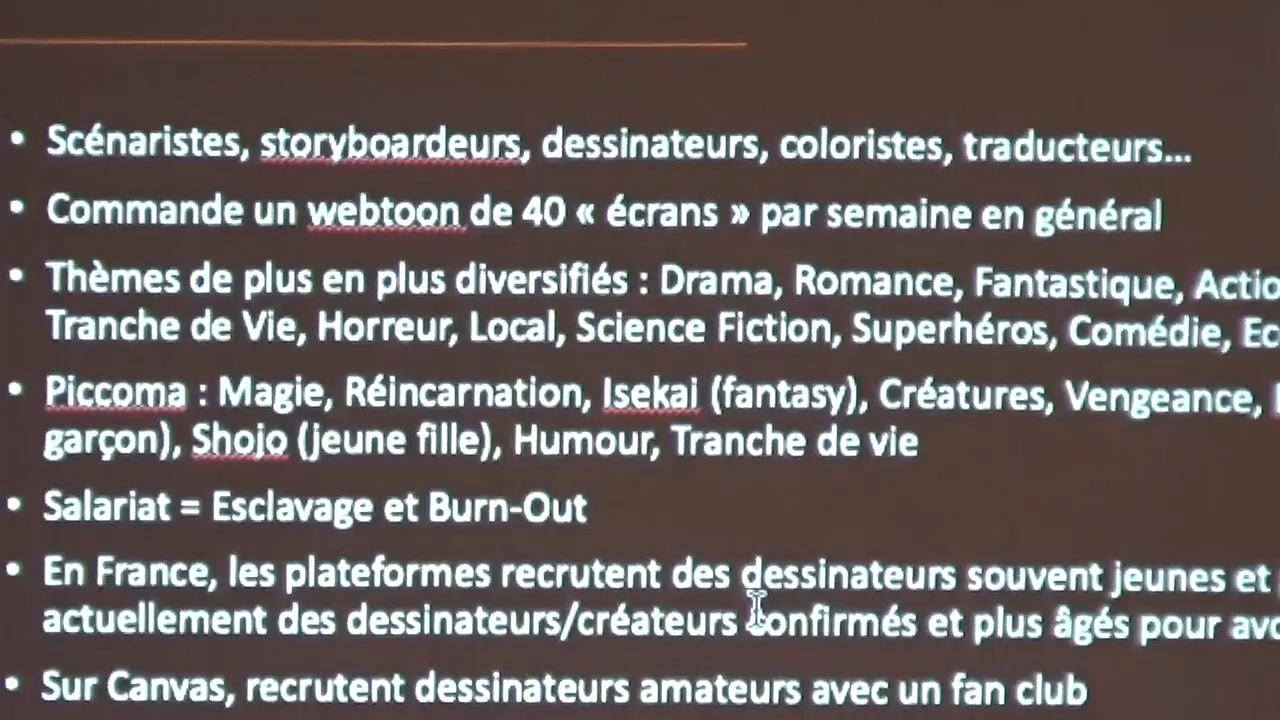 • Scénaristes, storyboardeurs, dessinateurs, coloristes, traducteurs...
• Commande un webtoon de 40 « écrans » par semaine en général
• Thèmes de plus en plus diversifiés : Drama, Romance, Fantastique,
Tranche de Vie, Horreur, Local, Science Fiction, Superhéros, Comédie,
• Piccoma : Magie, Réincarnation, Isekai (fantasy), Créatures, Vengeance,
garçon), Shojo (jeune fille), Humour, Tranche de vie
• Salariat = Esclavage et Burn-Out
• En France, les plateformes recrutent des dessinateurs souvent jeunes et
actuellement des dessinateurs/créateurs confirmés et plus âgés pour
• Sur Canvas, recrutent dessinateurs amateurs avec un fan club